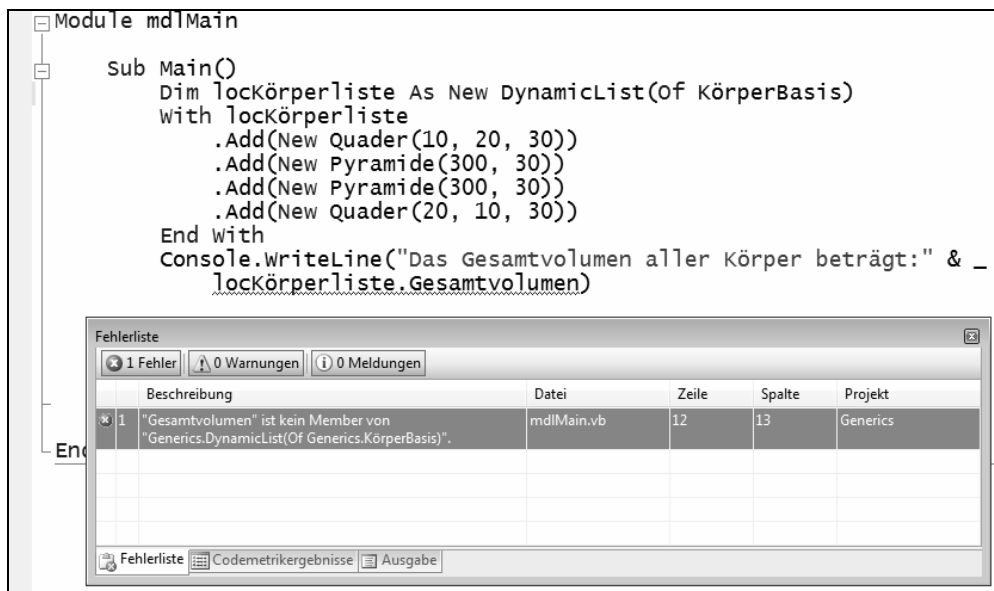 Module mdlMain
Sub Main()
Dim locKörperliste As New DynamicList(Of KörperBasis)
With locKörperliste
.Add(New Quader(10, 20, 30))
.Add(New Pyramide(300, 30))
.Add(New Pyramide(300, 30))
.Add(New Quader(20, 10, 30))
End With
Console.WriteLine("Das Gesamtvolumen aller Körper beträgt:" & _
locKörperliste.Gesamtvolumen)
Fehlerliste
1 Fehler 0 Warnungen 0 Meldungen
Beschreibung Datei Zeile Spalte Projekt
1 "Gesamtvolumen" ist kein Member von mdlMain.vb 12 13 Generics
"Generics.DynamicList(Of Generics.KörperBasis)".
En
Fehlerliste Codemetrikergebnisse Ausgabe